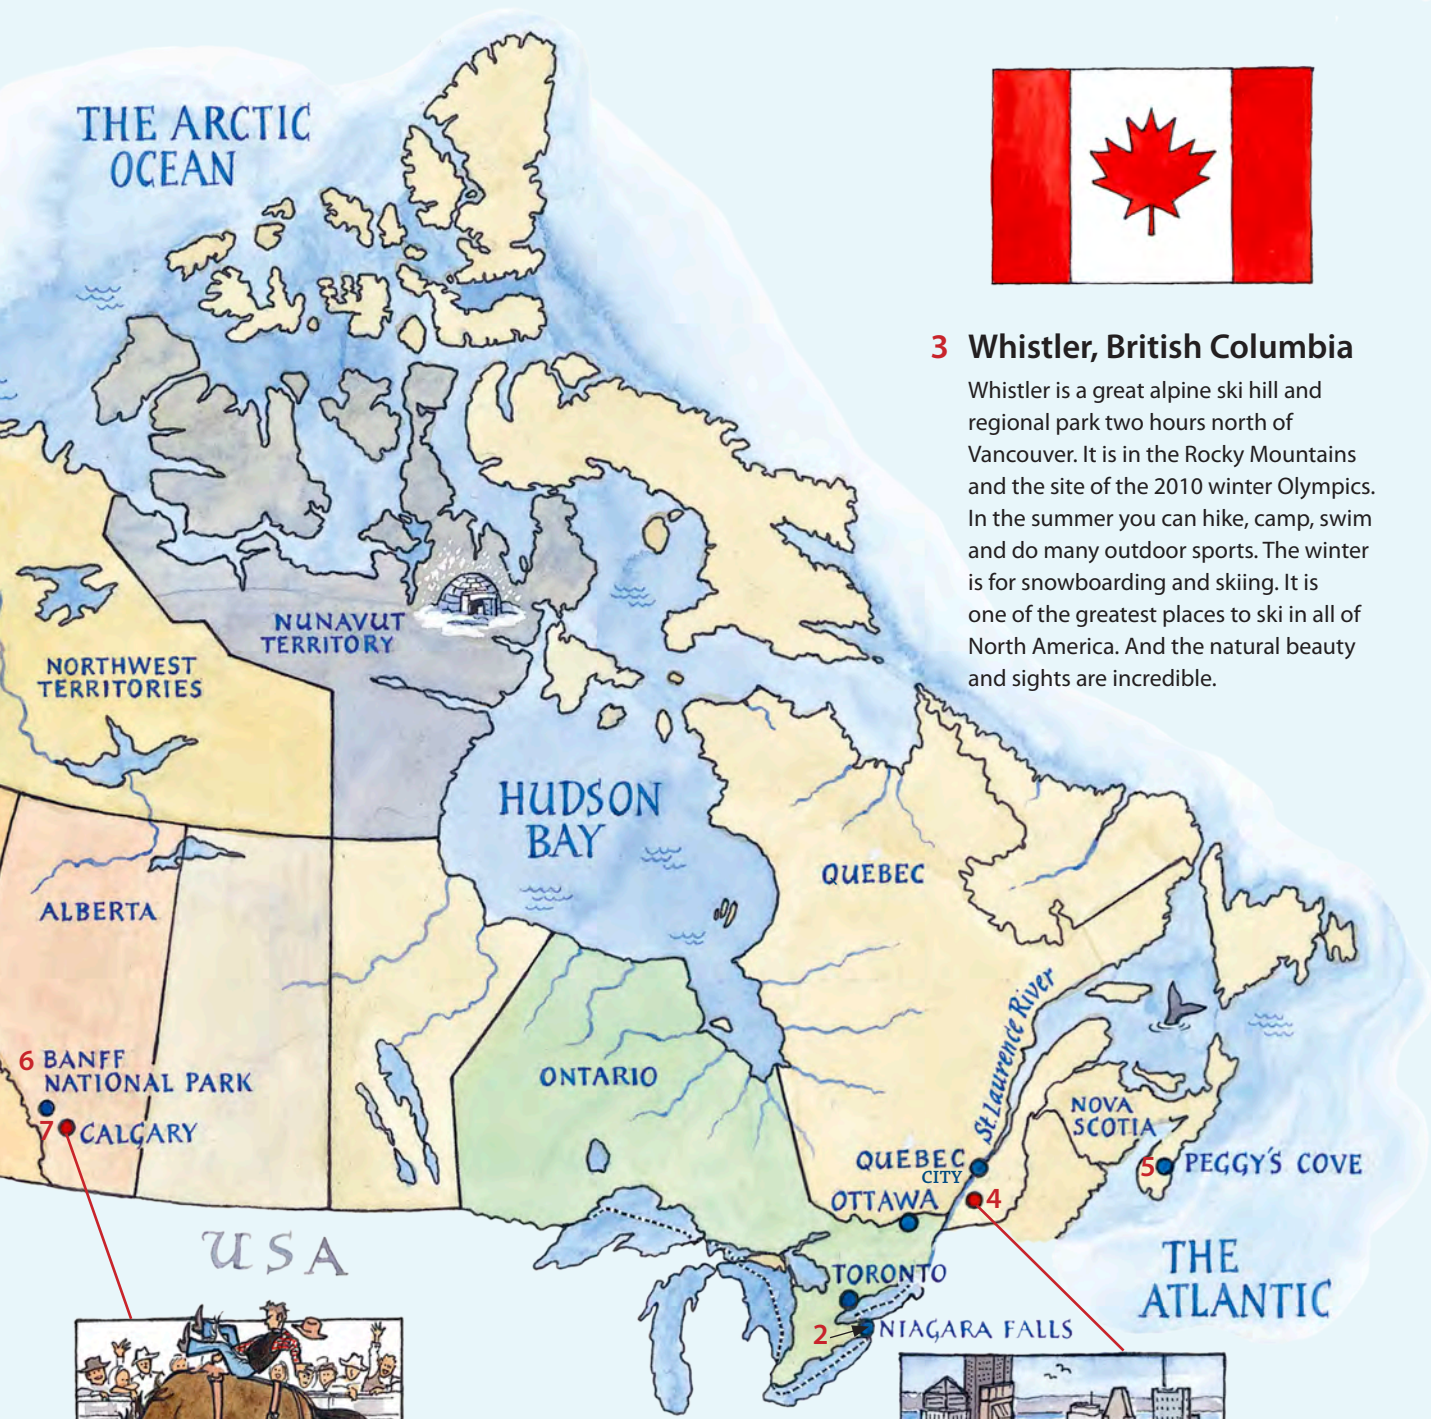 THE ARCTIC
OCEAN
3 Whistler, British Columbia
Whistler is a great alpine ski hill and
regional park two hours north of
Vancouver. It is in the Rocky Mountains
and the site of the 2010 winter Olympics.
In the summer you can hike, camp, swim
and do many outdoor sports. The winter
is for snowboarding and skiing. It is
one of the greatest places to ski in all of
North America. And the natural beauty
and sights are incredible.
NUNAVUT
TERRITORY
NORTHWEST
TERRITORIES
HUDSON
BAY
QUEBEC
ALBERTA
St Laurence River
6 BANFF
NATIONAL PARK
7 CALGARY
ONTARIO
NOVA
SCOTIA
QUEBEC
CITY
5 PEGGY'S COVE
OTTAWA
4
USA
THE
ATLANTIC
TORONTO
2 NIAGARA FALLS